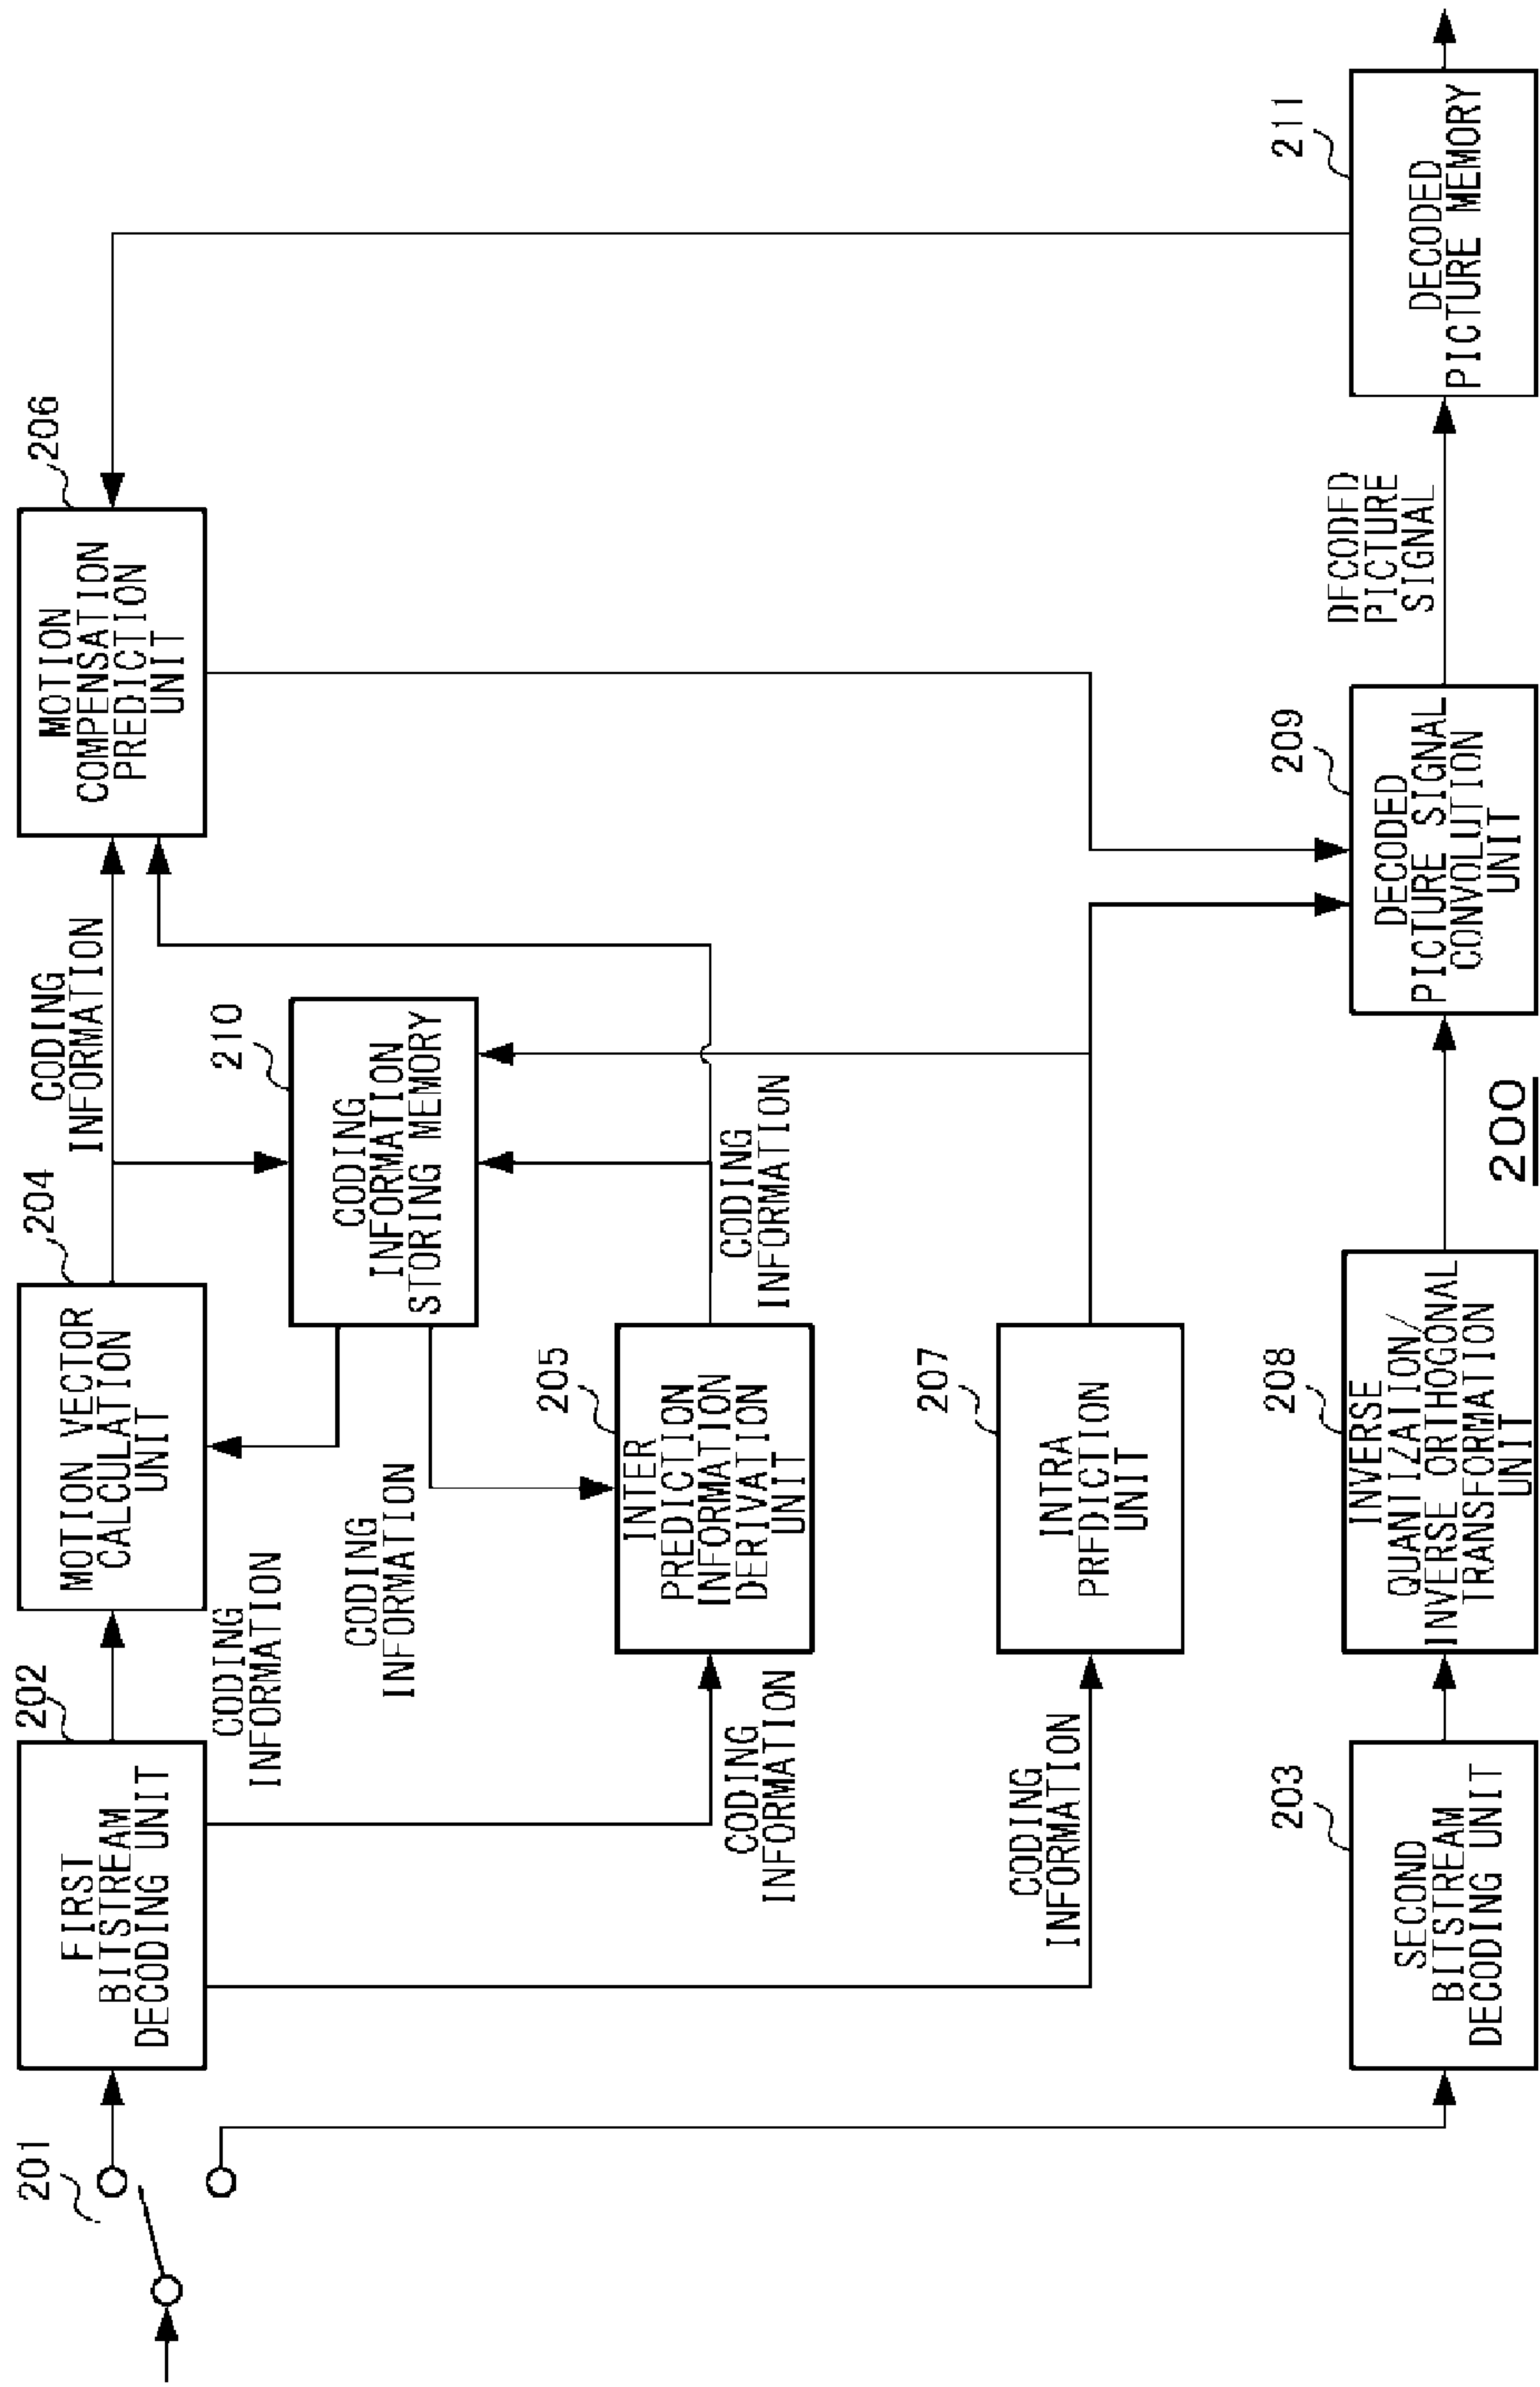 201
202
FIRST
BITSTREAM
DECODING UNIT
204
MOTION VECTOR
CALCULATION
UNIT
CODING
INFORMATION
206
MOTION
COMPENSATION
PREDICTION
UNIT
CODING
INFORMATION
210
CODING
INFORMATION
STORING MEMORY
CODING
INFORMATION
205
INTER
PREDICTION
INFORMATION
DERIVATION
UNIT
CODING
INFORMATION
CODING
INFORMATION
207
INTRA
PREDICTION
UNIT
CODING
INFORMATION
203
SECOND
BITSTREAM
DECODING UNIT
208
INVERSE
QUANTIZATION/
INVERSE ORTHOGONAL
TRANSFORMATION
UNIT
209
DECODED
PICTURE SIGNAL
CONVOLUTION
UNIT
DECODED
PICTURE
SIGNAL
211
DECODED
PICTURE MEMORY
200